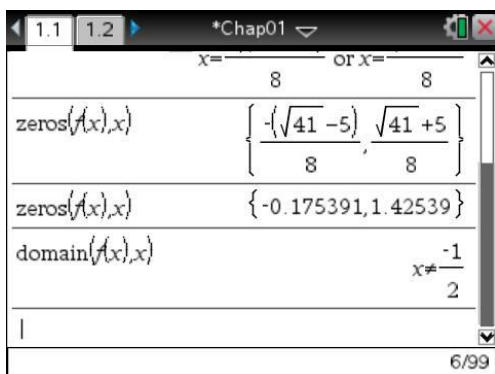 1.1 1.2 *Chap01
x= 8 or x= 8
zeros(f(x),x) {-(√41-5)/8, √41+5/8}
zeros(f(x),x) {-0.175391,1.42539}
domain(f(x),x) x≠-1/2
6/99